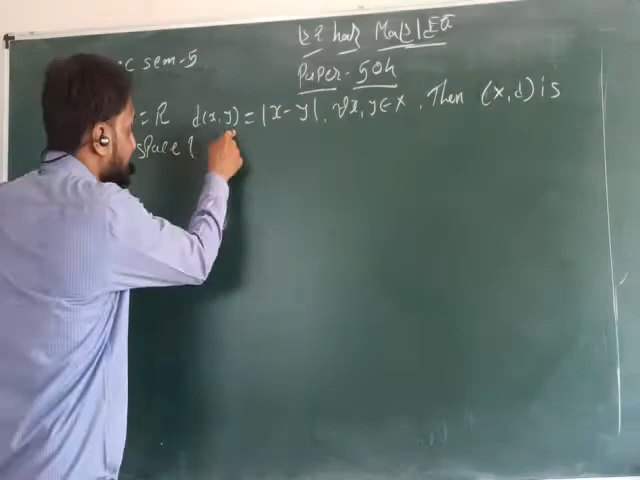 Paper-504
c sem-5
= R d(x,y) = |x-y|, ∀x,y∈X, Then (x,d) is
space?